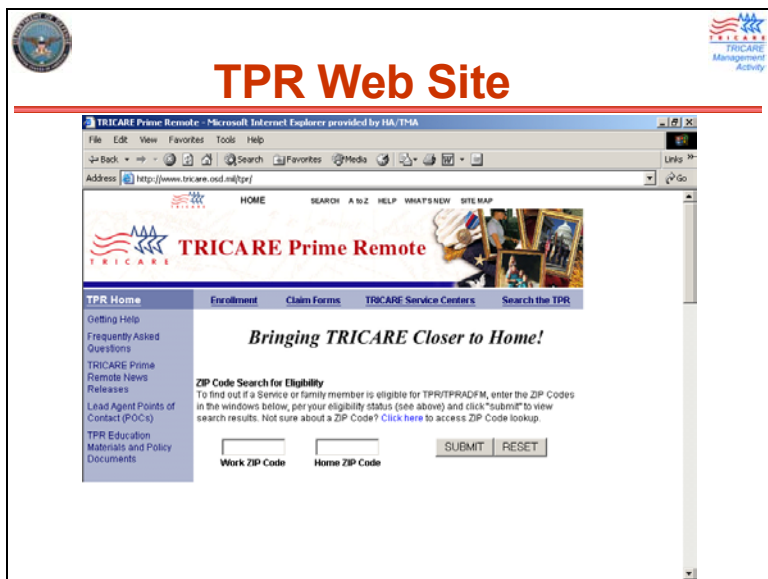 TRICARE
TRICARE
Management
Activity
TPR Web Site
TRICARE Prime Remote - Microsoft Internet Explorer provided by HA/TMA
File Edit View Favorites Tools Help
Back Search Favorites Media Links
Address http://www.tricare.osd.mil/tpr/ Go
HOME SEARCH A to Z HELP WHAT'S NEW SITE MAP
TRICARE
TRICARE Prime Remote
TPR Home Enrollment Claim Forms TRICARE Service Centers Search the TPR
Getting Help
Frequently Asked
Questions
TRICARE Prime
Remote News
Releases
Lead Agent Points of
Contact (POCs)
TPR Education
Materials and Policy
Documents
Bringing TRICARE Closer to Home!
ZIP Code Search for Eligibility
To find out if a Service or family member is eligible for TPR/TPRADFM, enter the ZIP Codes
in the windows below, per your eligibility status (see above) and click "submit" to view
search results. Not sure about a ZIP Code? Click here to access ZIP Code lookup.
SUBMIT RESET
Work ZIP Code Home ZIP Code